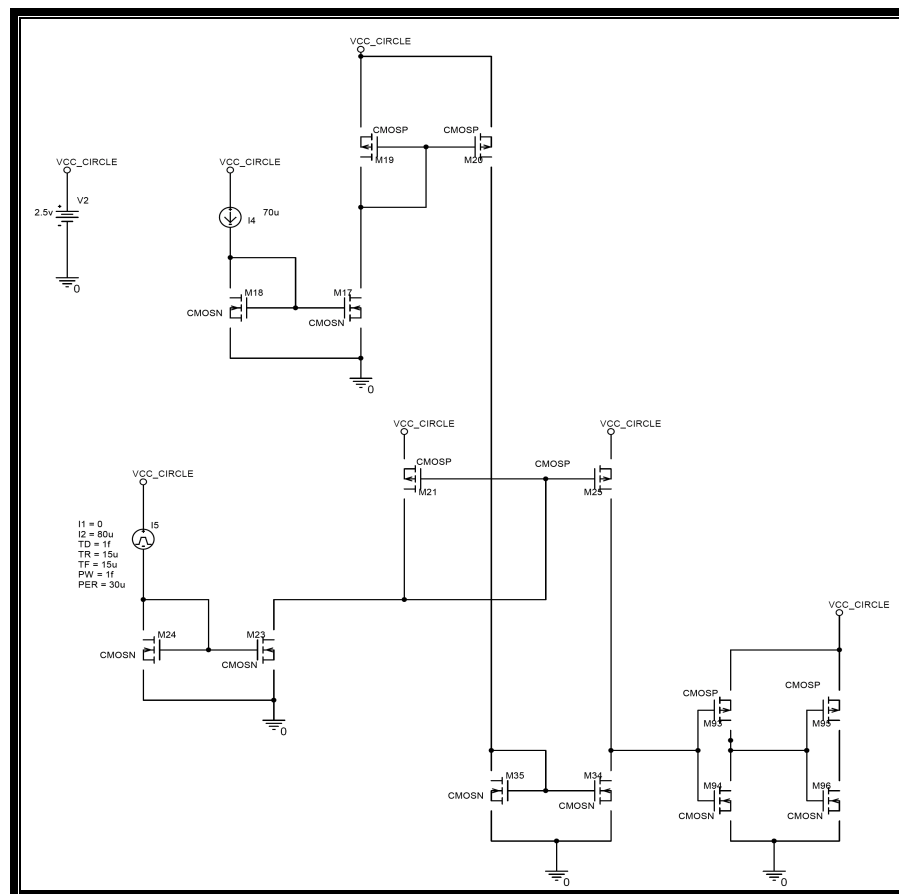 VCC_CIRCLE
CMOSP
CMOSP
M19
M20
VCC_CIRCLE
VCC_CIRCLE
V2
2.5v
70u
I4
0
M18
M17
CMOSN
CMOSN
0
VCC_CIRCLE
VCC_CIRCLE
CMOSP
CMOSP
M21
M25
VCC_CIRCLE
I1 = 0
I2 = 80u
TD = 1f
TR = 15u
TF = 15u
PW = 1f
PER = 30u
I5
VCC_CIRCLE
M24
M23
CMOSN
CMOSN
0
CMOSP
CMOSP
M93
M95
M35
M34
M94
M96
CMOSN
CMOSN
CMOSN
CMOSN
0
0